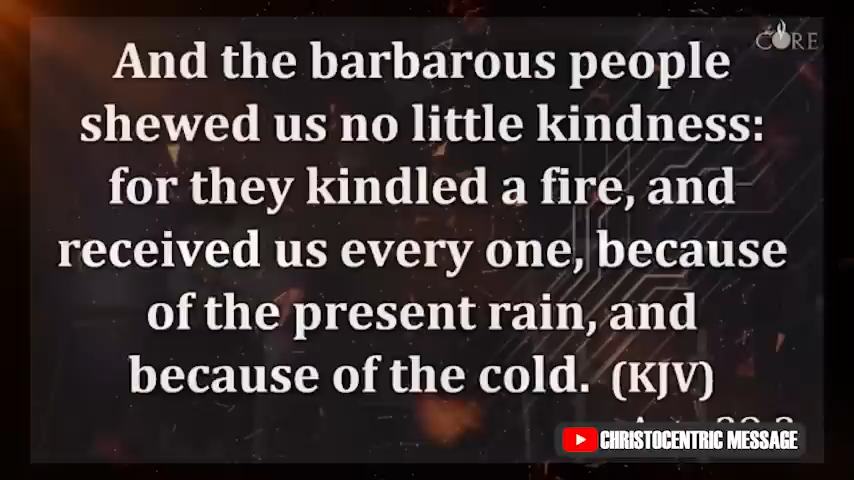 CORE
And the barbarous people
shewed us no little kindness:
for they kindled a fire, and
received us every one, because
of the present rain, and
because of the cold. (KJV)
CHRISTOCENTRIC MESSAGE